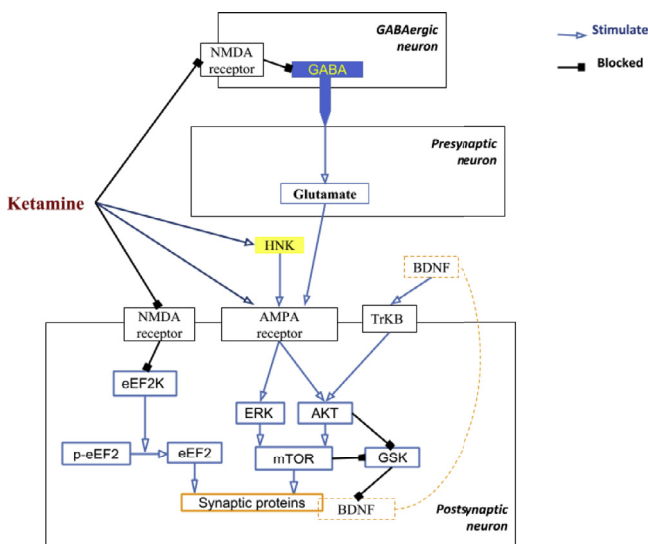 GABAergic
neuron
Stimulate
Blocked
NMDA
receptor
GABA
Presynaptic
neuron
Glutamate
Ketamine
HNK
BDNF
NMDA
receptor
AMPA
receptor
TrKB
eEF2K
ERK
AKT
p-eEF2
eEF2
mTOR
GSK
Synaptic proteins
BDNF
Postsynaptic
neuron